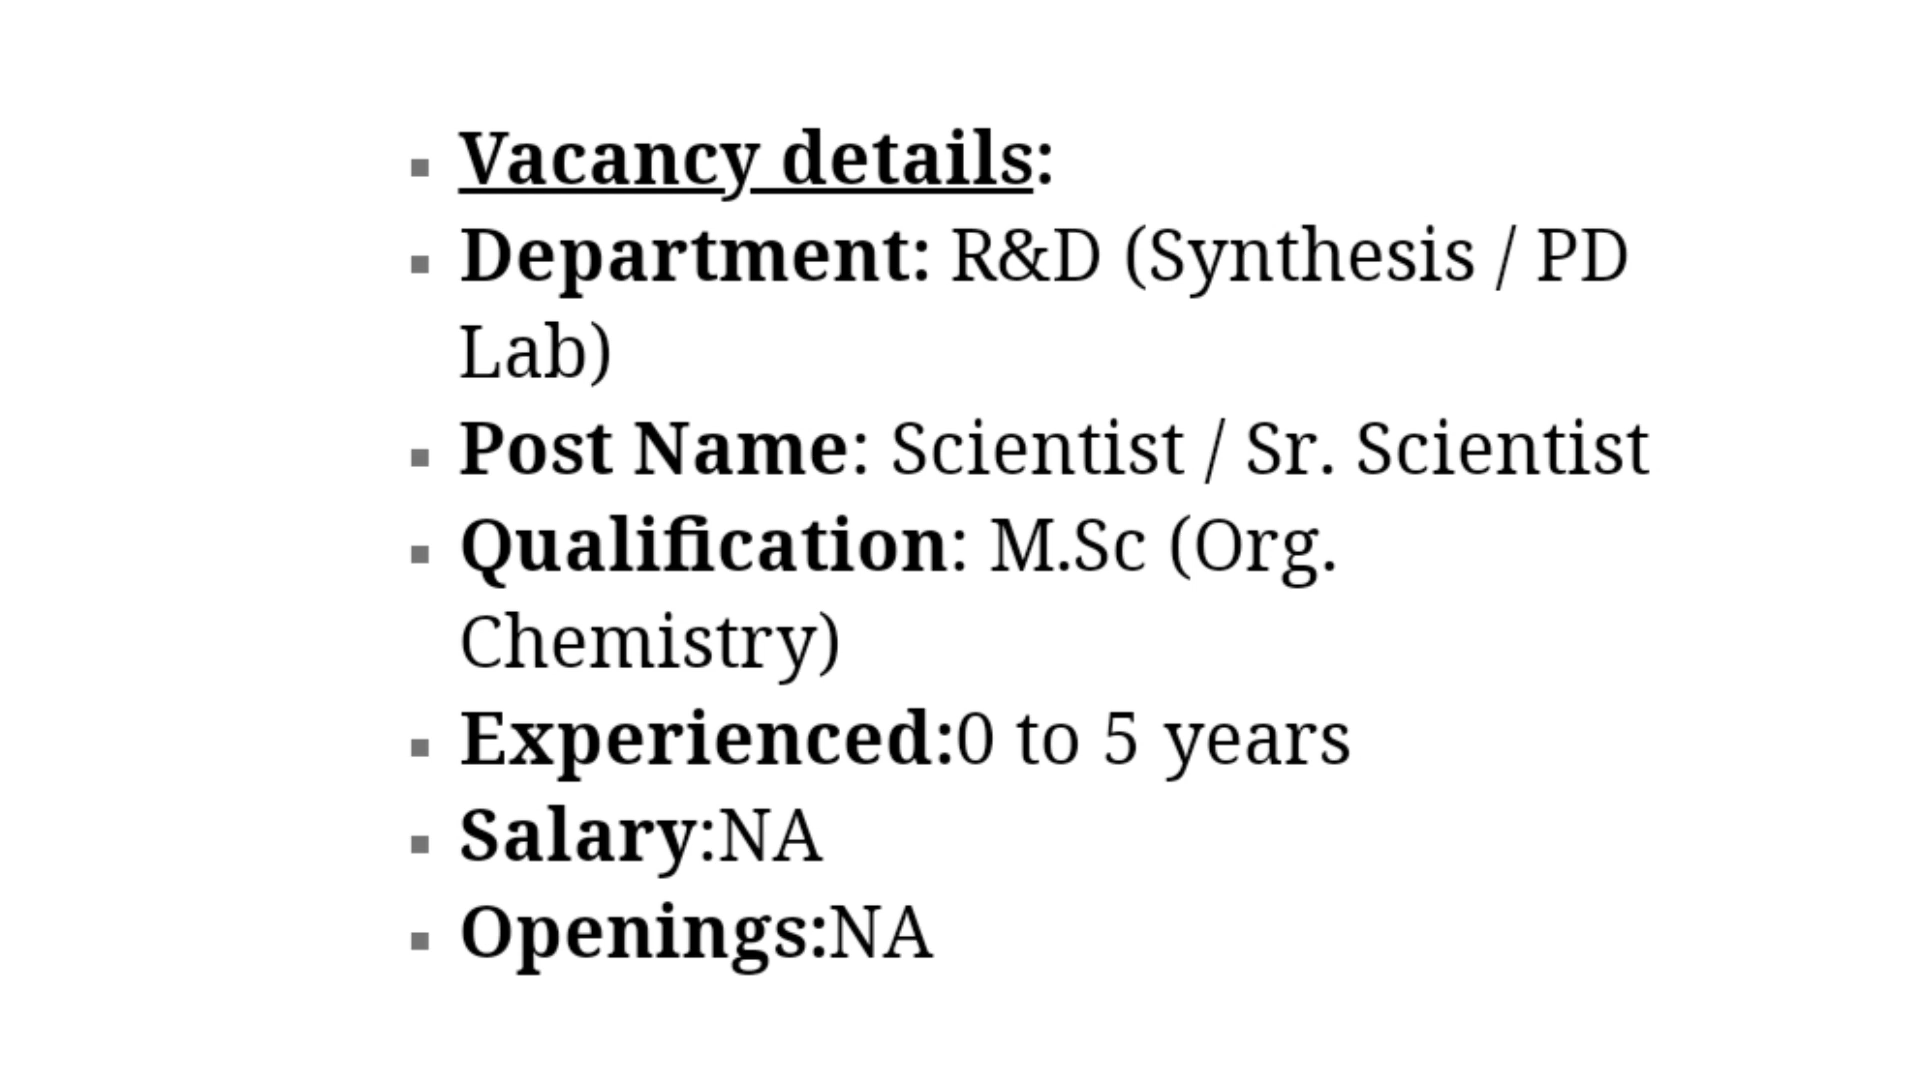 Vacancy details:
Department: R&D (Synthesis / PD
Lab)
Post Name: Scientist / Sr. Scientist
Qualification: M.Sc (Org.
Chemistry)
Experienced:0 to 5 years
Salary:NA
Openings:NA